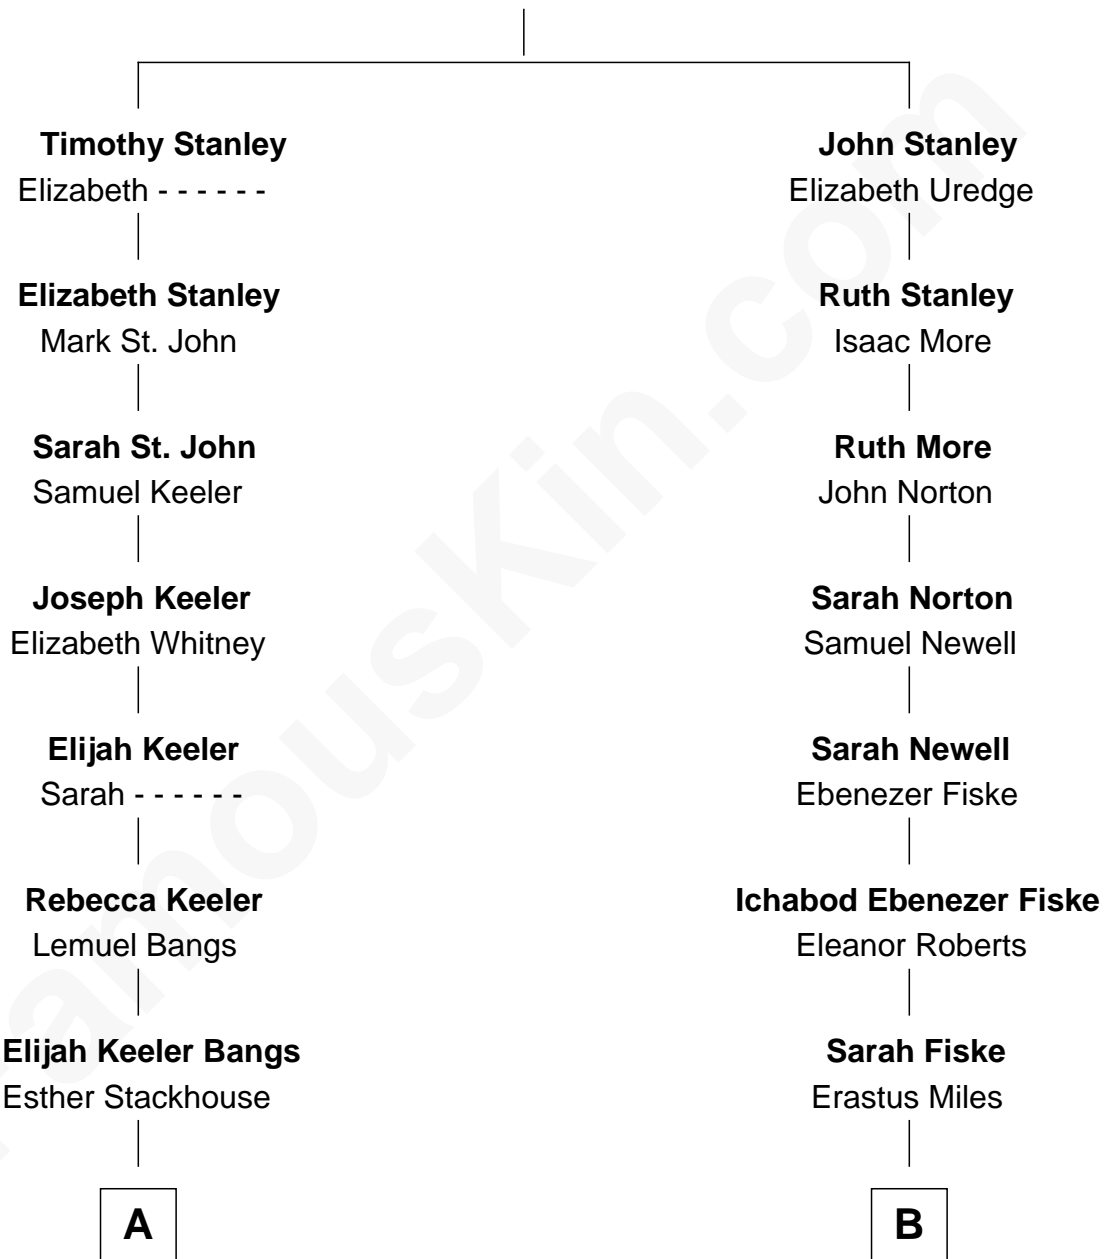 Timothy Stanley
Elizabeth - - - - - -
John Stanley
Elizabeth Uredge
Elizabeth Stanley
Mark St. John
Ruth Stanley
Isaac More
Sarah St. John
Samuel Keeler
Ruth More
John Norton
Joseph Keeler
Elizabeth Whitney
Sarah Norton
Samuel Newell
Elijah Keeler
Sarah - - - - - -
Sarah Newell
Ebenezer Fiske
Rebecca Keeler
Lemuel Bangs
Ichabod Ebenezer Fiske
Eleanor Roberts
Elijah Keeler Bangs
Esther Stackhouse
Sarah Fiske
Erastus Miles
A
B
FamousKin.com